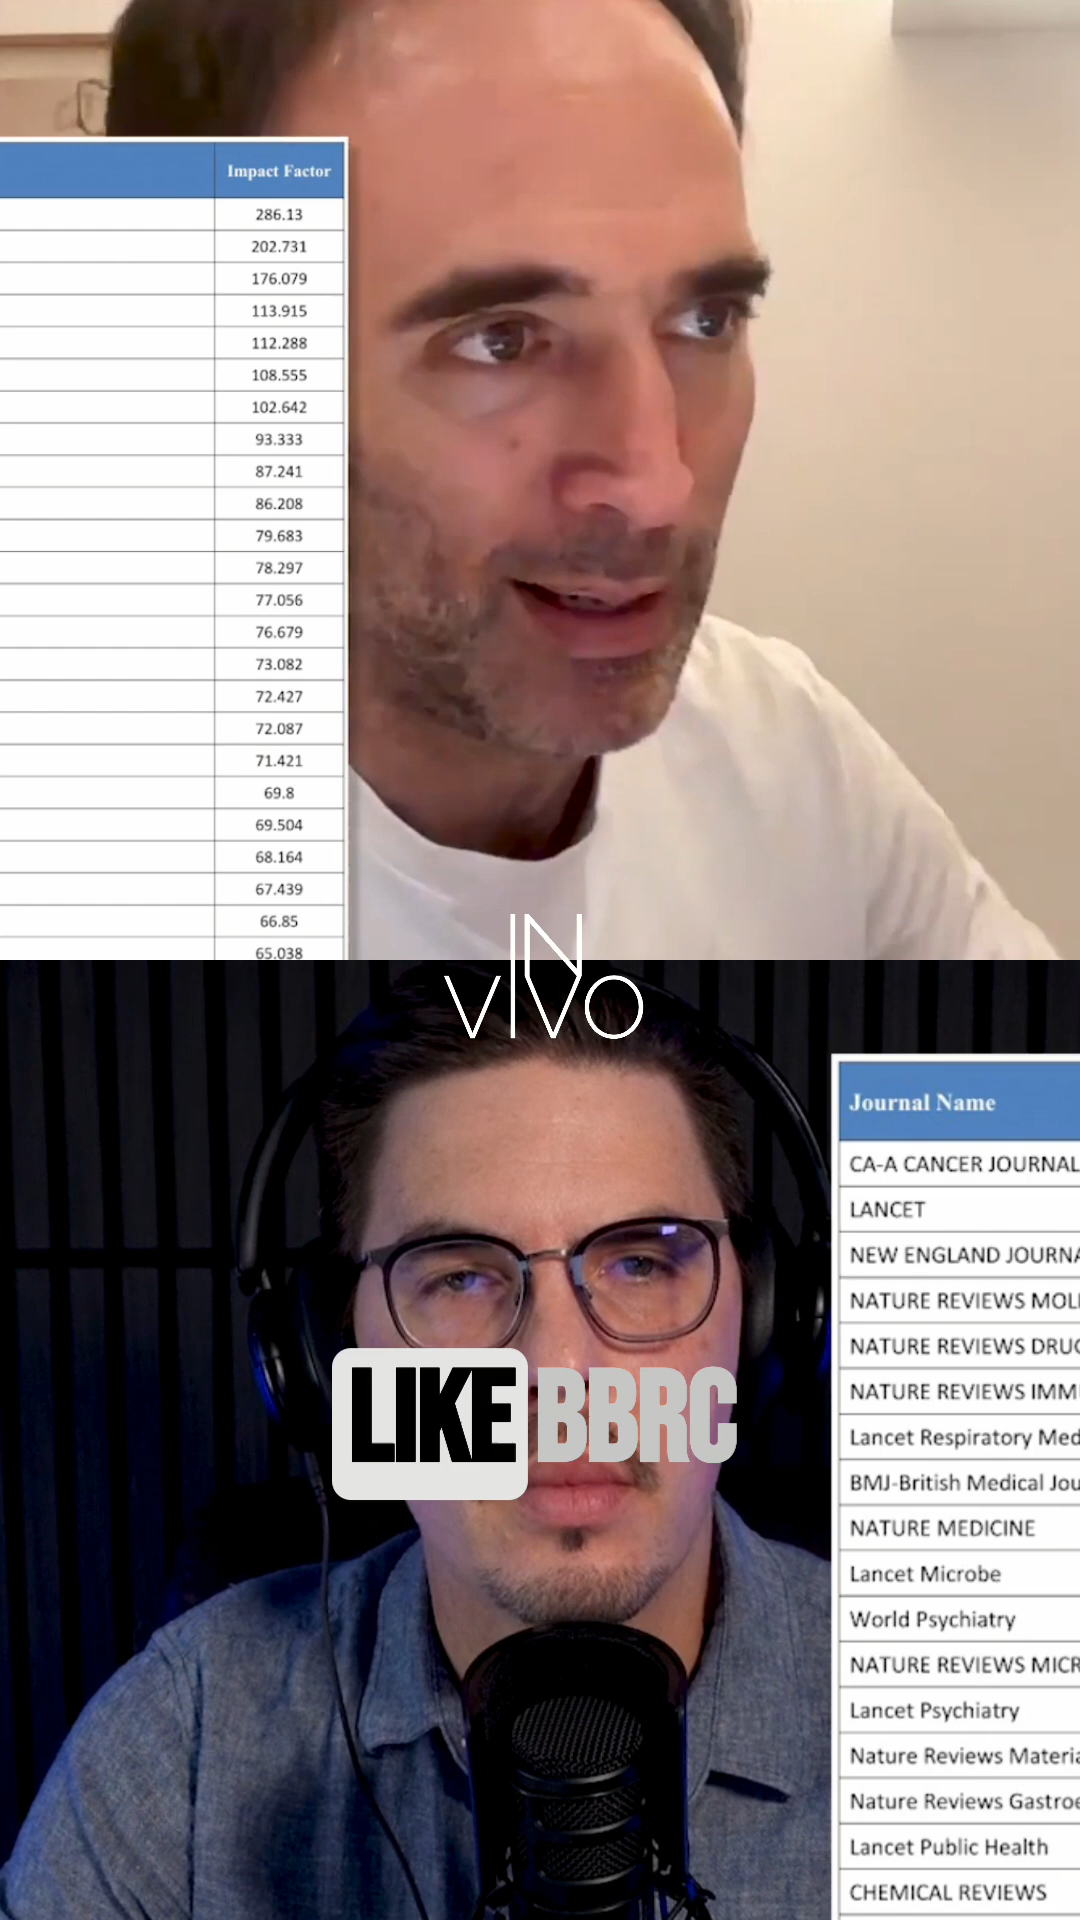 Impact Factor
286.13
202.731
176.079
113.915
112.288
108.555
102.642
93.333
87.241
86.208
79.683
78.297
77.056
76.679
73.082
72.427
72.087
71.421
69.8
69.504
68.164
67.439
66.85
65.038
IN
VIVO
Journal Name
CA-A CANCER JOURNAL
LANCET
NEW ENGLAND JOURNA
NATURE REVIEWS MOL
NATURE REVIEWS DRUG
NATURE REVIEWS IMM
Lancet Respiratory Med
BMJ-British Medical Jou
NATURE MEDICINE
Lancet Microbe
World Psychiatry
NATURE REVIEWS MICR
Lancet Psychiatry
Nature Reviews Materia
Nature Reviews Gastroe
Lancet Public Health
CHEMICAL REVIEWS
LIKE BBRC